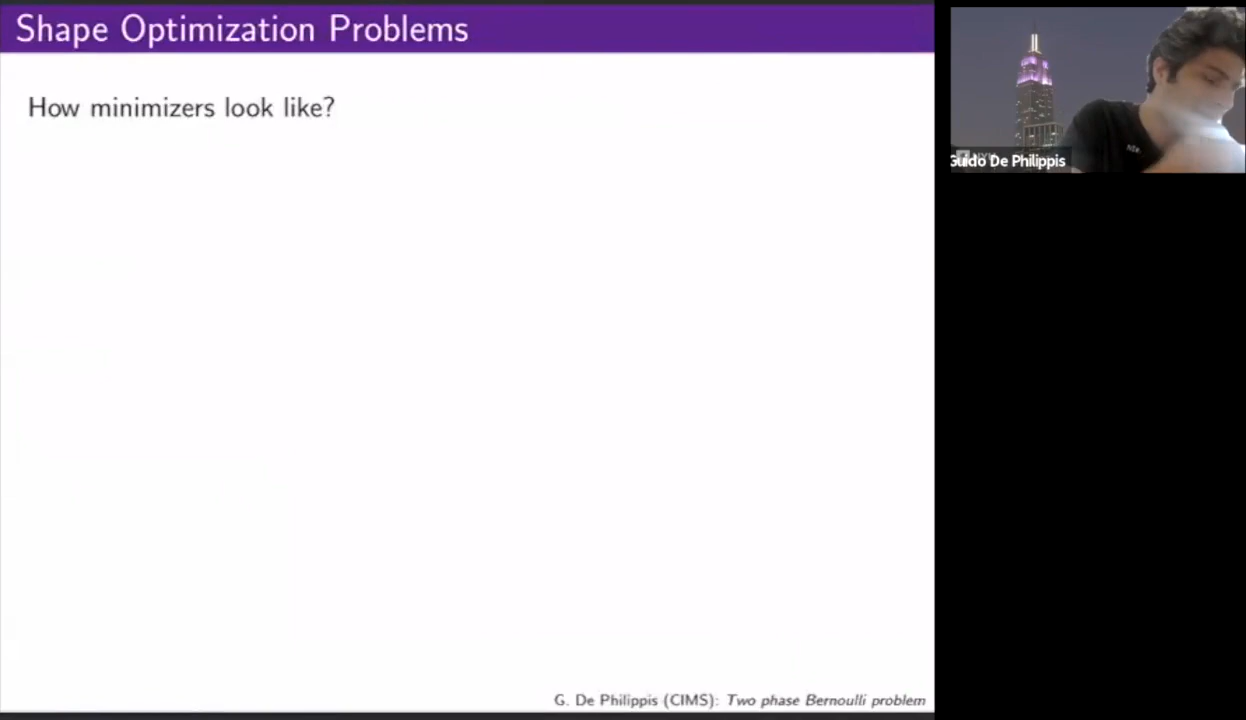 Shape Optimization Problems
How minimizers look like?
Guido De Philippis
G. De Philippis (CIMS): Two phase Bernoulli problem